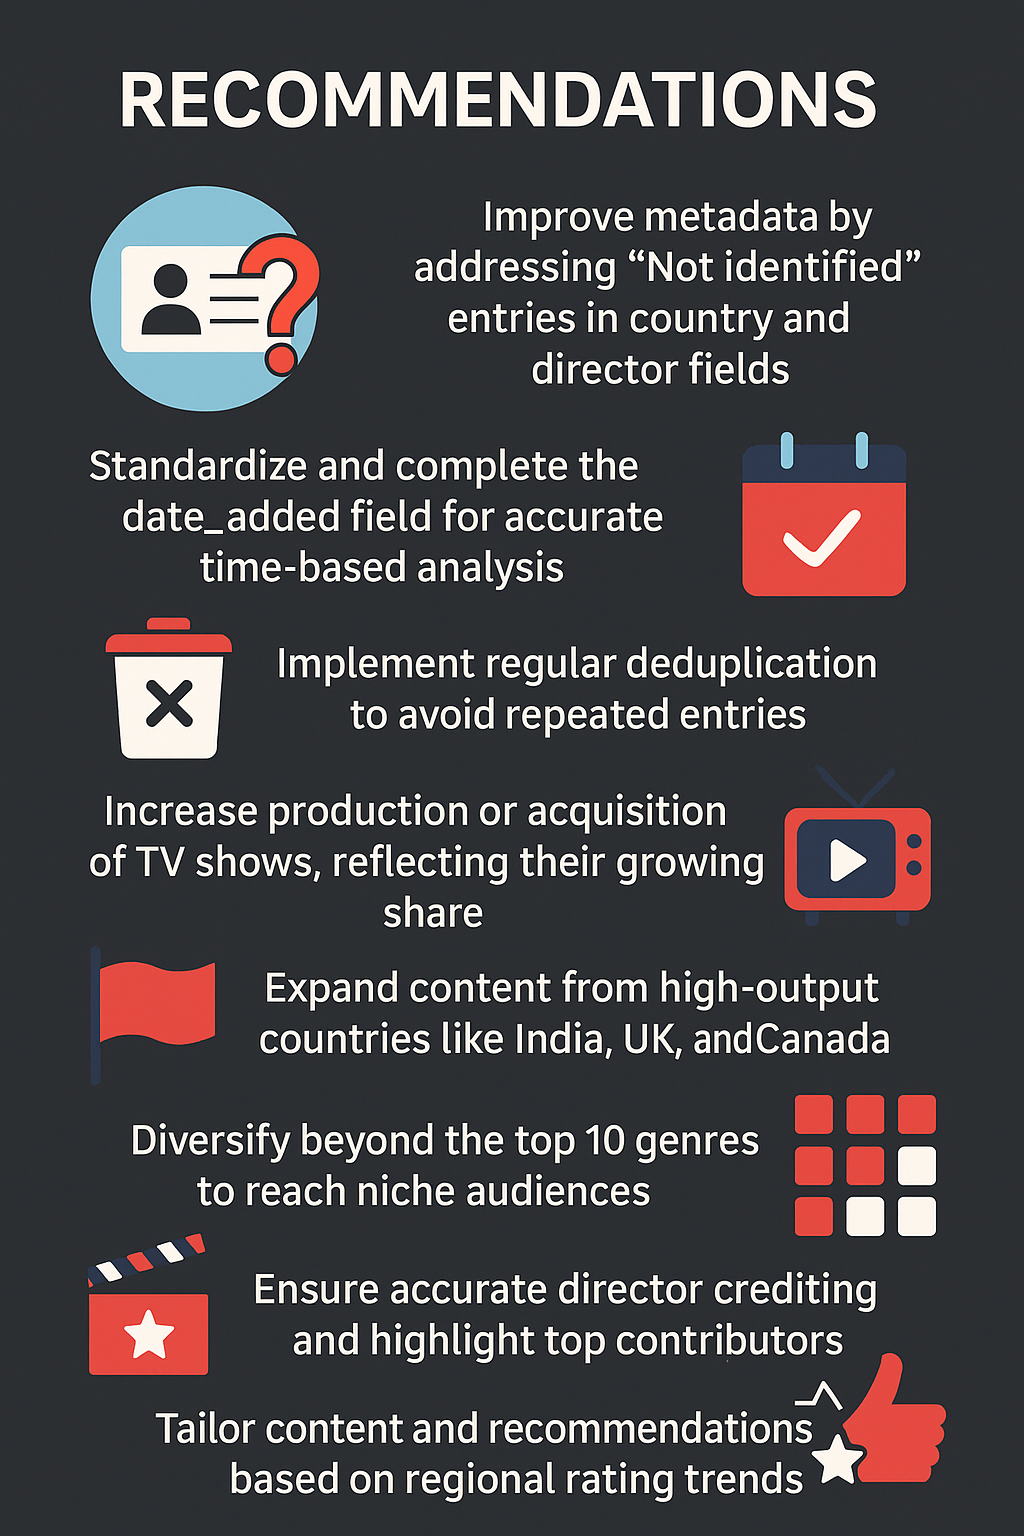 RECOMMENDATIONS
Improve metadata by
addressing “Not identified”
entries in country and
director fields
Standardize and complete the
date_added field for accurate
time-based analysis
Implement regular deduplication
to avoid repeated entries
Increase production or acquisition
of TV shows, reflecting their growing
share
Expand content from high-output
countries like India, UK, andCanada
Diversify beyond the top 10 genres
to reach niche audiences
Ensure accurate director crediting
and highlight top contributors
Tailor content and recommendations
based on regional rating trends